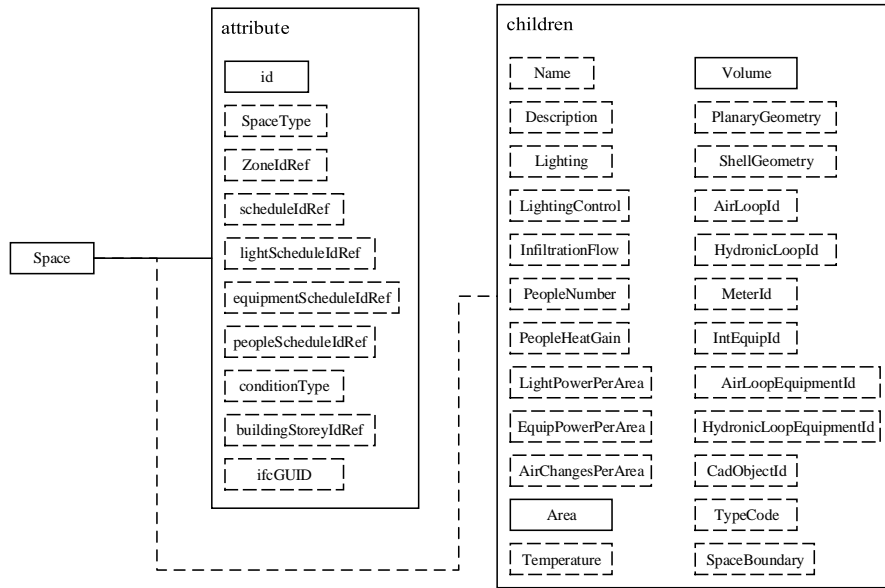 Space
attribute
id
SpaceType
ZoneIdRef
scheduleIdRef
lightScheduleIdRef
equipmentScheduleIdRef
peopleScheduleIdRef
conditionType
buildingStoreyIdRef
ifcGUID
children
Name
Description
Lighting
LightingControl
InfiltrationFlow
PeopleNumber
PeopleHeatGain
LightPowerPerArea
EquipPowerPerArea
AirChangesPerArea
Area
Temperature
Volume
PlanaryGeometry
ShellGeometry
AirLoopId
HydronicLoopId
MeterId
IntEquipId
AirLoopEquipmentId
HydronicLoopEquipmentId
CadObjectId
TypeCode
SpaceBoundary